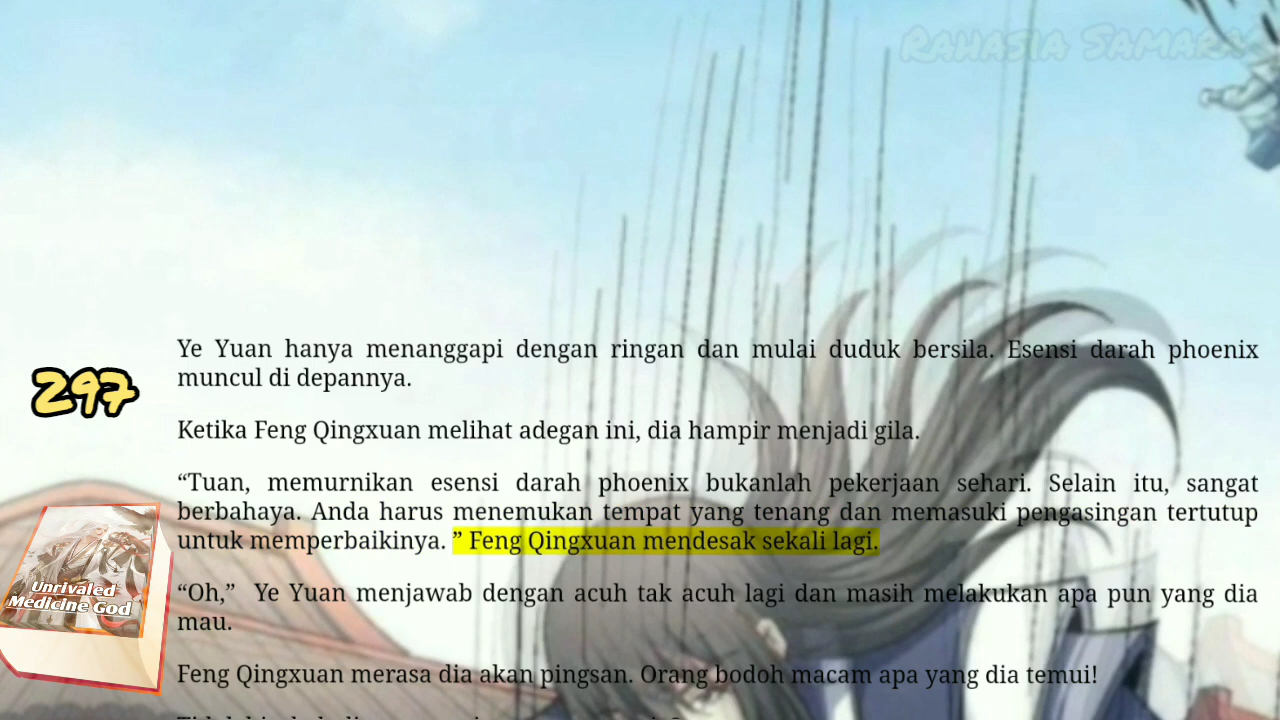 Rahasia Samara
Ye Yuan hanya menanggapi dengan ringan dan mulai duduk bersila. Esensi darah phoenix
muncul di depannya.
297
Ketika Feng Qingxuan melihat adegan ini, dia hampir menjadi gila.
“Tuan, memurnikan esensi darah phoenix bukanlah pekerjaan sehari. Selain itu, sangat
berbahaya. Anda harus menemukan tempat yang tenang dan memasuki pengasingan tertutup
untuk memperbaikinya. ” Feng Qingxuan mendesak sekali lagi.
“Oh,”  Ye Yuan menjawab dengan acuh tak acuh lagi dan masih melakukan apa pun yang dia
mau.
Unrivaled
Medicine God
Feng Qingxuan merasa dia akan pingsan. Orang bodoh macam apa yang dia temui!